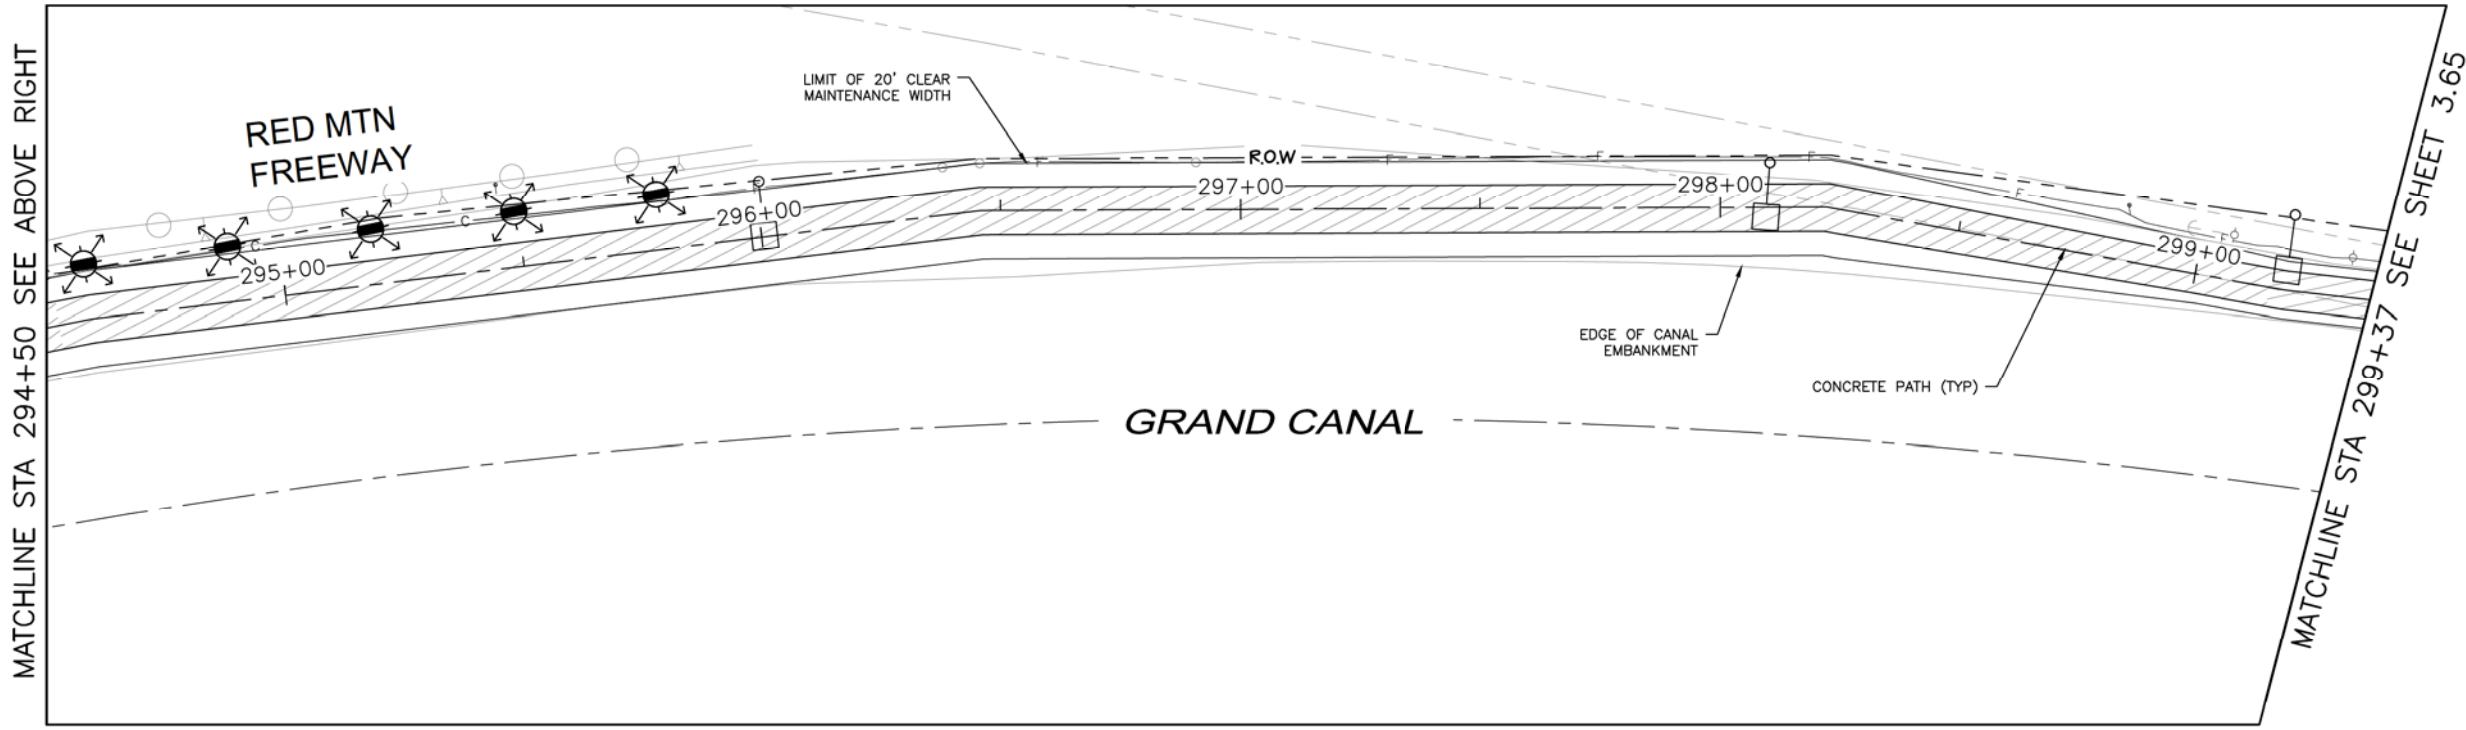 MATCHLINE STA 294+50 SEE ABOVE RIGHT
RED MTN
FREEWAY
LIMIT OF 20' CLEAR
MAINTENANCE WIDTH
R.O.W
295+00
296+00
297+00
298+00
299+00
C
C
F
F
F
F
F
F
EDGE OF CANAL
EMBANKMENT
CONCRETE PATH (TYP)
GRAND CANAL
MATCHLINE STA 299+37 SEE SHEET 3.65